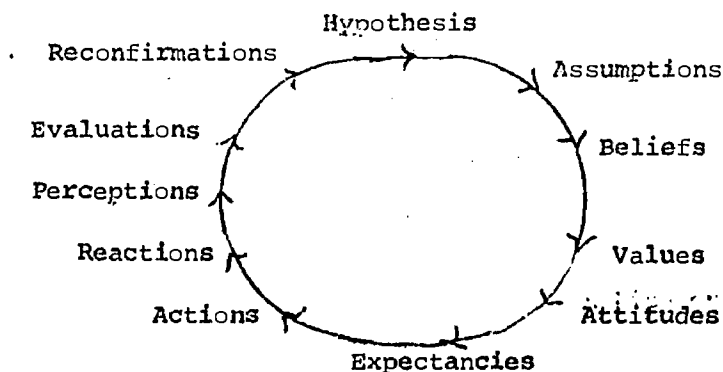 Hypothesis
Reconfirmations
Assumptions
Evaluations
Beliefs
Perceptions
Reactions
Values
Actions
Attitudes
Expectancies